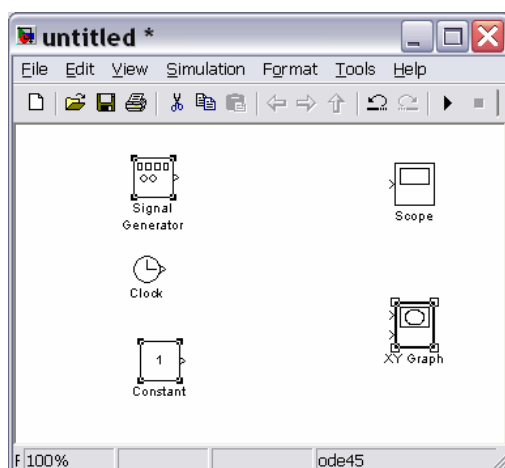 untitled *
File Edit View Simulation Format Tools Help
Signal
Generator
Scope
Clock
1
XY Graph
Constant
F 100% ode45